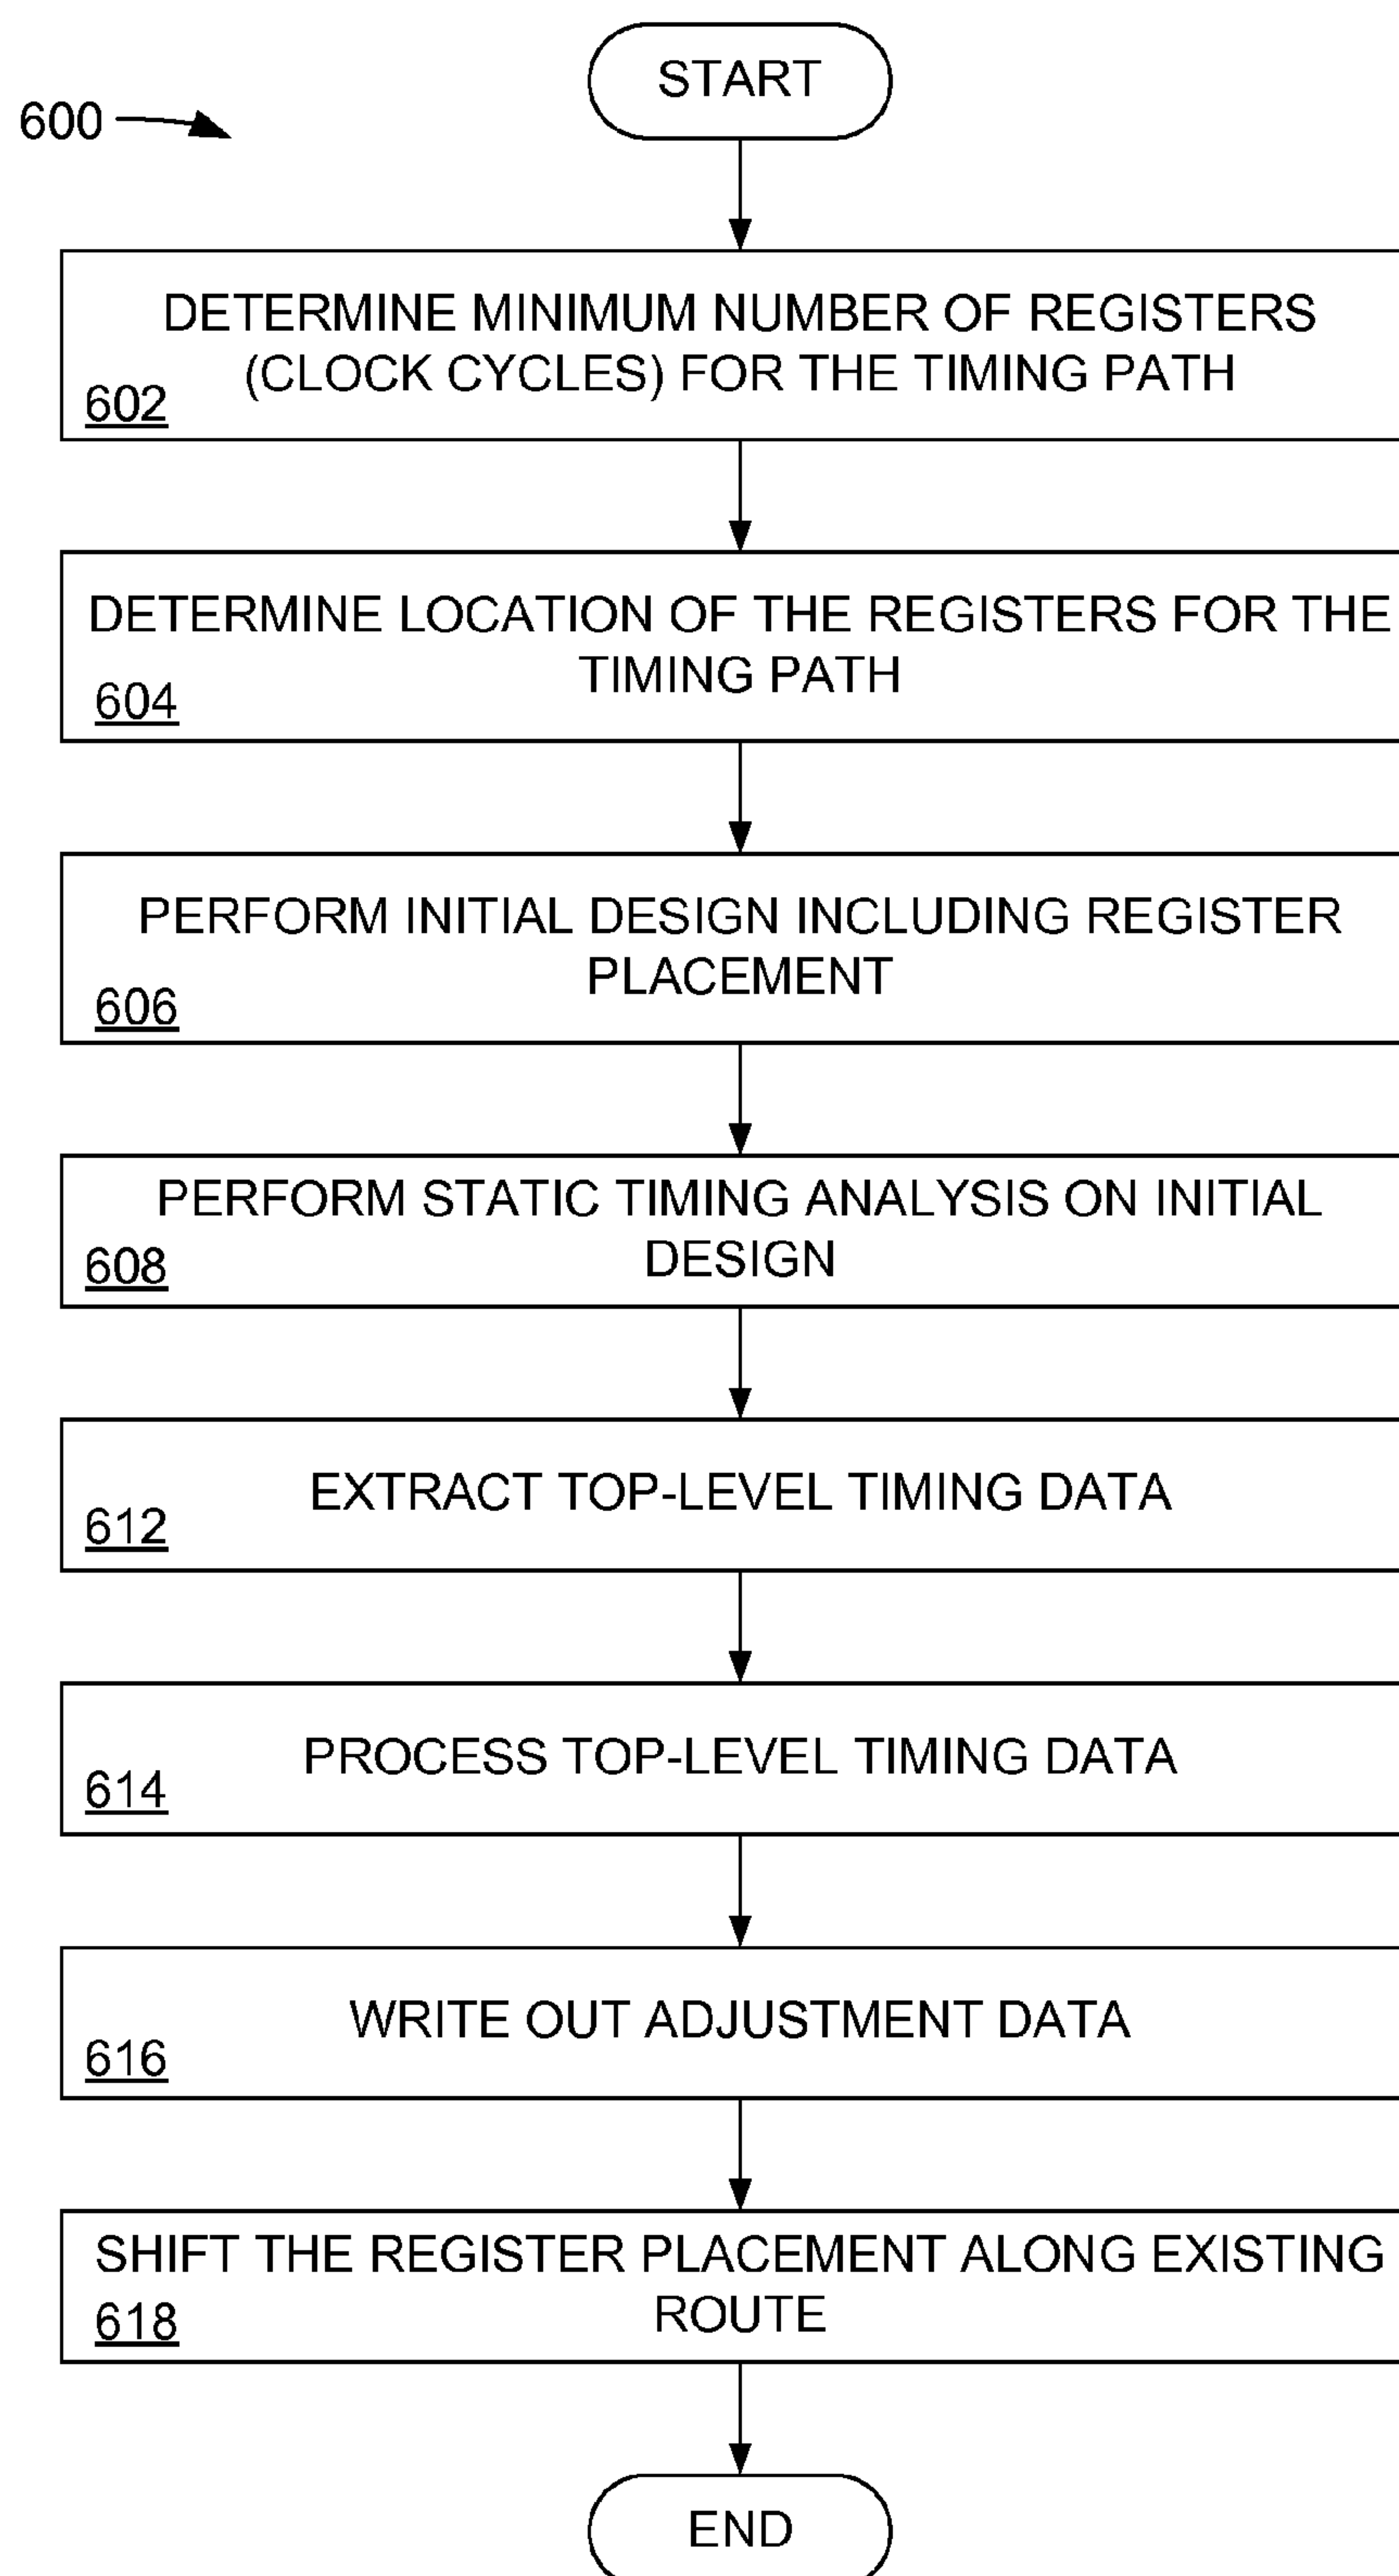 START
600
DETERMINE MINIMUM NUMBER OF REGISTERS
(CLOCK CYCLES) FOR THE TIMING PATH
602
DETERMINE LOCATION OF THE REGISTERS FOR THE
TIMING PATH
604
PERFORM INITIAL DESIGN INCLUDING REGISTER
PLACEMENT
606
PERFORM STATIC TIMING ANALYSIS ON INITIAL
DESIGN
608
EXTRACT TOP-LEVEL TIMING DATA
612
PROCESS TOP-LEVEL TIMING DATA
614
WRITE OUT ADJUSTMENT DATA
616
SHIFT THE REGISTER PLACEMENT ALONG EXISTING
ROUTE
618
END